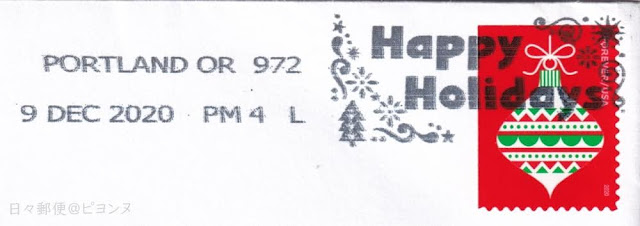 PORTLAND OR 972
9 DEC 2020 PM 4 L
Happy
Holidays
FOREVER/USA
2020
日々郵便@ピヨンヌ